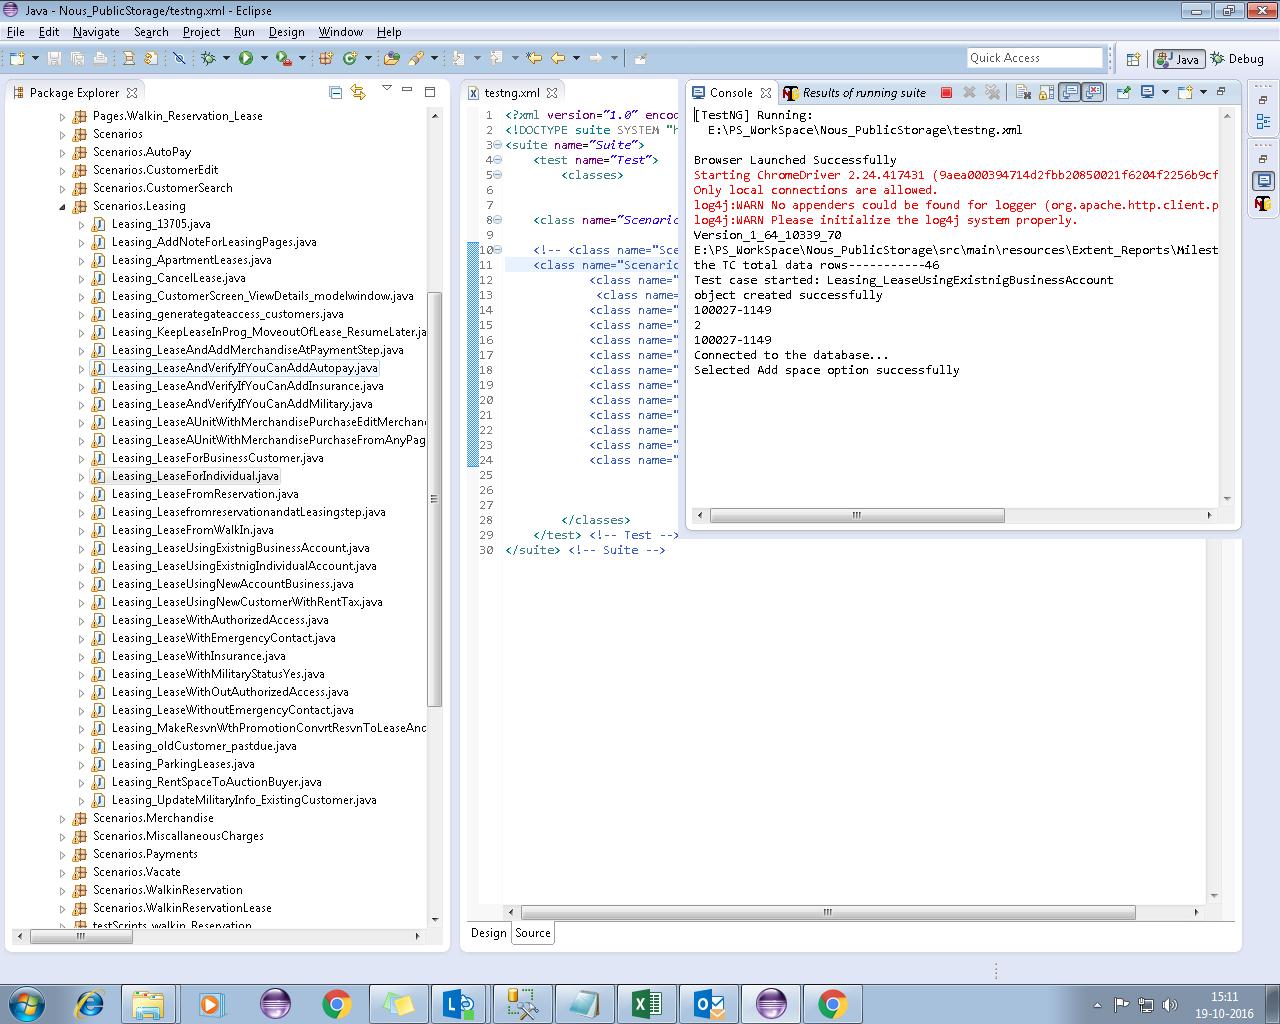 Java - Nous_PublicStorage/testng.xml - Eclipse
File Edit Navigate Search Project Run Design Window Help
Quick Access
Java
Debug
Package Explorer
Pages.Walkin_Reservation_Lease
Scenarios
Scenarios.AutoPay
Scenarios.CustomerEdit
Scenarios.CustomerSearch
Scenarios.Leasing
Leasing_13705.java
Leasing_AddNoteForLeasingPages.java
Leasing_ApartmentLeases.java
Leasing_CancelLease.java
Leasing_CustomerScreen_ViewDetails_modelwindow.java
Leasing_generategateaccess_customers.java
Leasing_KeepLeaseInProg_MoveoutOfLease_ResumeLater.ja
Leasing_LeaseAndAddMerchandiseAtPaymentStep.java
Leasing_LeaseAndVerifyIfYouCanAddAutopay.java
Leasing_LeaseAndVerifyIfYouCanAddInsurance.java
Leasing_LeaseAndVerifyIfYouCanAddMilitary.java
Leasing_LeaseAUnitWithMerchandisePurchaseEditMerchan
Leasing_LeaseAUnitWithMerchandisePurchaseFromAnyPag
Leasing_LeaseForBusinessCustomer.java
Leasing_LeaseForIndividual.java
Leasing_LeaseFromReservation.java
Leasing_LeasefromreservationandatLeasingstep.java
Leasing_LeaseFromWalkIn.java
Leasing_LeaseUsingExistnigBusinessAccount.java
Leasing_LeaseUsingExistnigIndividualAccount.java
Leasing_LeaseUsingNewAccountBusiness.java
Leasing_LeaseUsingNewCustomerWithRentTax.java
Leasing_LeaseWithAuthorizedAccess.java
Leasing_LeaseWithEmergencyContact.java
Leasing_LeaseWithInsurance.java
Leasing_LeaseWithMilitaryStatusYes.java
Leasing_LeaseWithOutAuthorizedAccess.java
Leasing_LeaseWithoutEmergencyContact.java
Leasing_MakeResvnWthPromotionConvrtResvnToLeaseAnd
Leasing_oldCustomer_pastdue.java
Leasing_ParkingLeases.java
Leasing_RentSpaceToAuctionBuyer.java
Leasing_UpdateMilitaryInfo_ExistingCustomer.java
Scenarios.Merchandise
Scenarios.MiscallaneousCharges
Scenarios.Payments
Scenarios.Vacate
Scenarios.WalkinReservation
Scenarios.WalkinReservationLease
testScripts.walkin_Reservation
testng.xml
1 <?xml version="1.0" encod
2 <!DOCTYPE suite SYSTEM "h
3 <suite name="Suite">
4 <test name="Test">
5 <classes>
6
7
8 <class name="Scenaric
9
10 <!-- <class name="Sce
11 <class name="Scenaric
12 <class name="
13 <class name=
14 <class name="
15 <class name="
16 <class name="
17 <class name="
18 <class name="
19 <class name="
20 <class name="
21 <class name="
22 <class name="
23 <class name="
24 <class name="
25
26
27
28 </classes>
29 </test> <!-- Test -->
30 </suite> <!-- Suite -->
Design Source
Console
Results of running suite
[TestNG] Running:
E:\PS_WorkSpace\Nous_PublicStorage\testng.xml
Browser Launched Successfully
Starting ChromeDriver 2.24.417431 (9aea000394714d2fbb20850021f6204f2256b9cf
Only local connections are allowed.
log4j:WARN No appenders could be found for logger (org.apache.http.client.p
log4j:WARN Please initialize the log4j system properly.
Version_1_64_10339_70
E:\PS_WorkSpace\Nous_PublicStorage\src\main\resources\Extent_Reports\Milest
the TC total data rows-----------46
Test case started: Leasing_LeaseUsingExistnigBusinessAccount
object created successfully
100027-1149
2
100027-1149
Connected to the database...
Selected Add space option successfully
15:11
19-10-2016